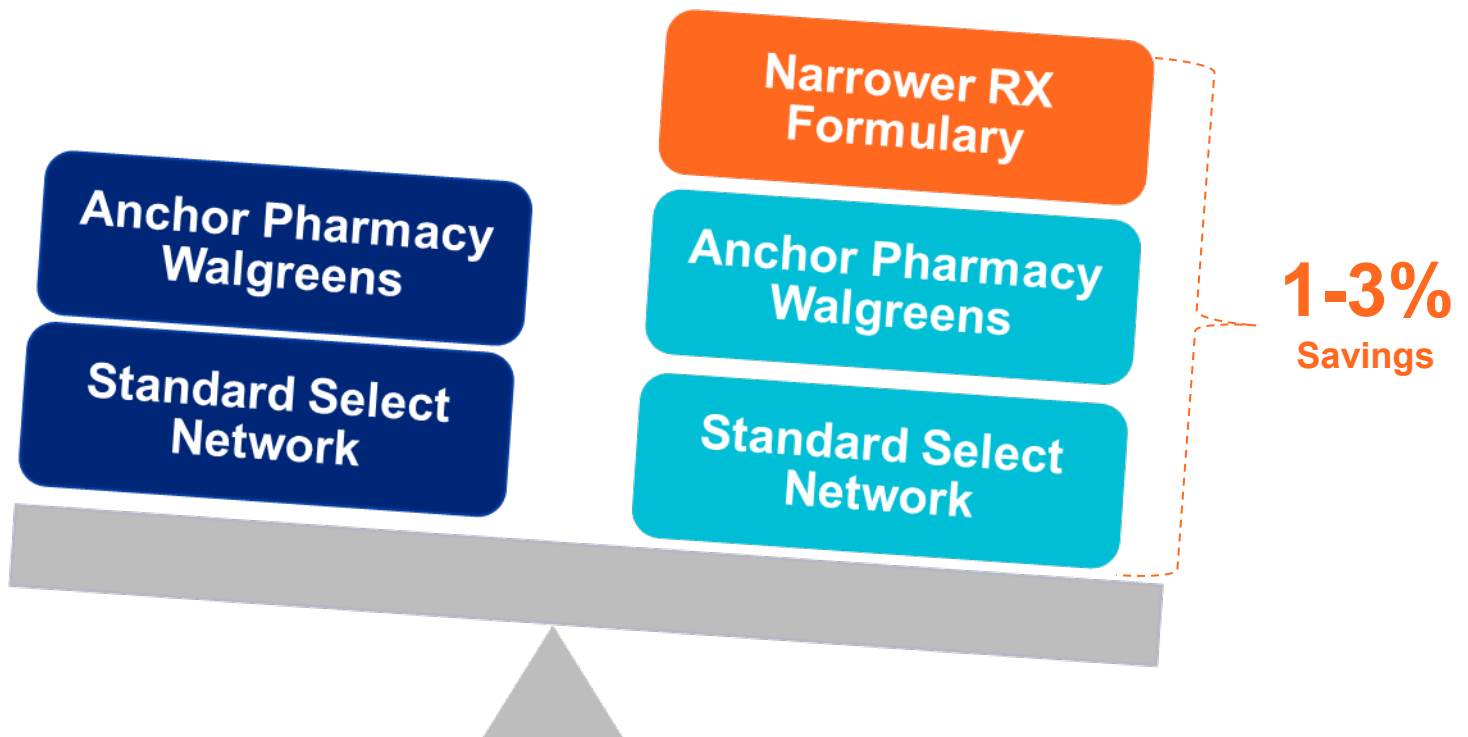 Anchor Pharmacy
Walgreens
Standard Select
Network
Narrower RX
Formulary
Anchor Pharmacy
Walgreens
Standard Select
Network
1-3%
Savings